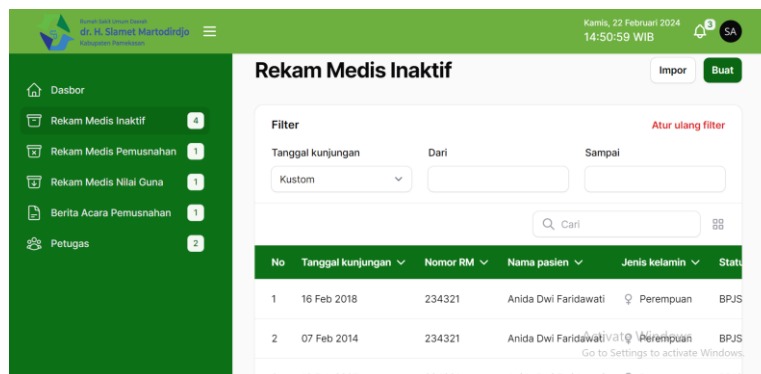 Rumah Sakit Umum Daerah
dr. H. Slamet Martodirdjo
Kabupaten Pamekasan
Kamis, 22 Februari 2024
14:50:59 WIB
3
SA
Dasbor
Rekam Medis Inaktif 4
Rekam Medis Pemusnahan 1
Rekam Medis Nilai Guna 1
Berita Acara Pemusnahan 1
Petugas 2
Rekam Medis Inaktif
Impor
Buat
Filter
Atur ulang filter
Tanggal kunjungan Dari Sampai
Kustom
Cari
No Tanggal kunjungan Nomor RM Nama pasien Jenis kelamin Statu
1 16 Feb 2018 234321 Anida Dwi Faridawati Perempuan BPJS
2 07 Feb 2014 234321 Anida Dwi Faridawati Perempuan BPJS
Activate Windows
Go to Settings to activate Windows.